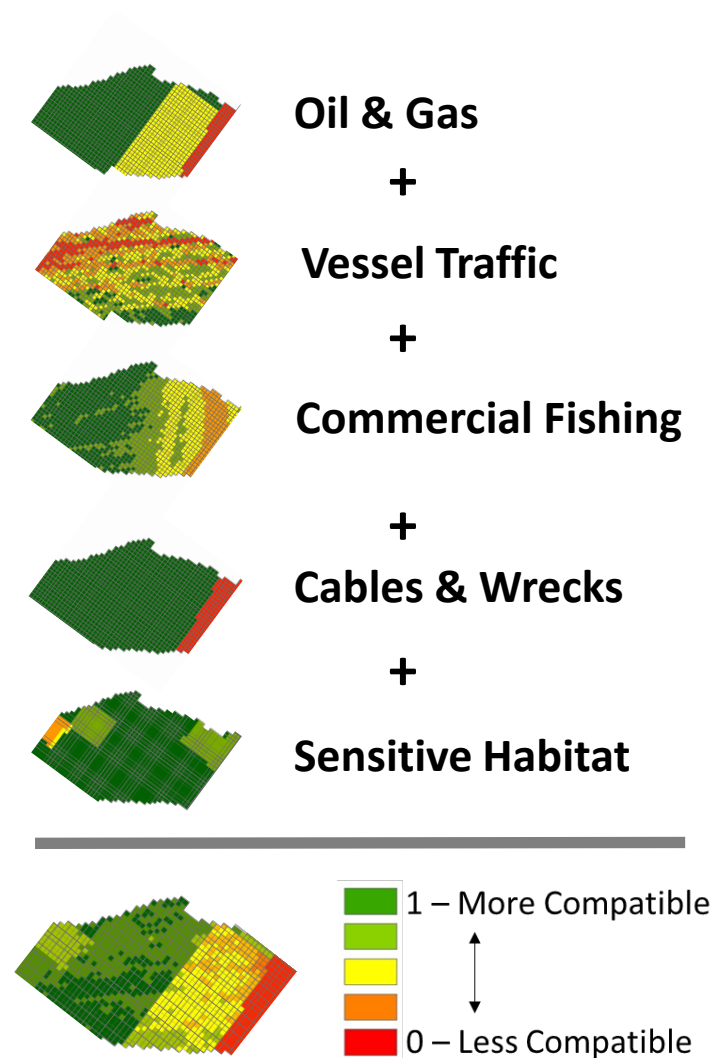 Oil & Gas
+
Vessel Traffic
+
Commercial Fishing
+
Cables & Wrecks
+
Sensitive Habitat
1 – More Compatible
0 – Less Compatible